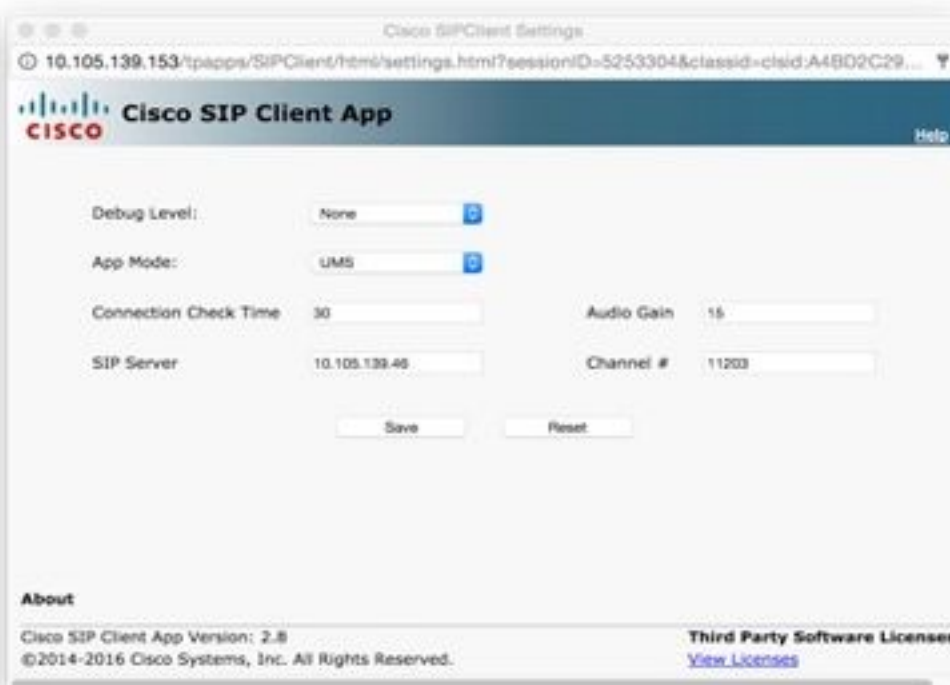 Cisco SIPClient Settings
10.105.139.153/tpapps/SIPClient/html/settings.html?sessionID=5253304&classid=clsid:A4BD2C29...
CISCO Cisco SIP Client App
Help
Debug Level: None
App Mode: UMS
Connection Check Time 30 Audio Gain 15
SIP Server 10.105.139.46 Channel # 11203
Save Reset
About
Cisco SIP Client App Version: 2.8 Third Party Software Licenses
©2014-2016 Cisco Systems, Inc. All Rights Reserved. View Licenses